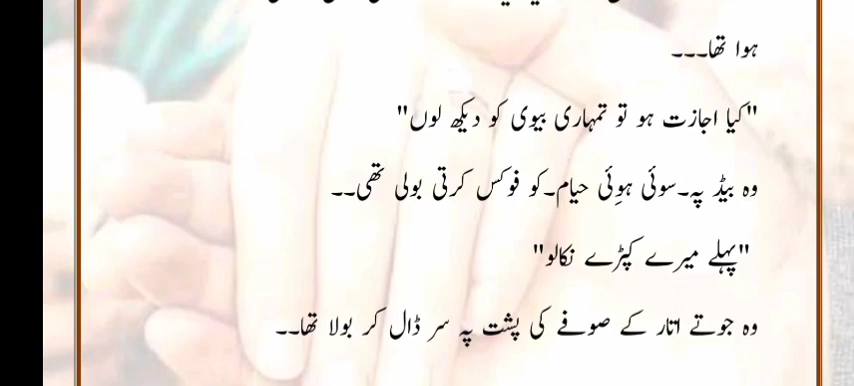 ہوا تھا۔۔۔
"کیا اجازت ہو تو تمہاری بیوی کو دیکھ لوں"
وہ بیڈ پہ۔سوئی ہوئی حیام۔کو فوکس کرتی بولی تھی۔۔
"پہلے میرے کپڑے نکالو"
وہ جوتے اتار کے صوفے کی پشت پہ سر ڈال کر بولا تھا۔۔